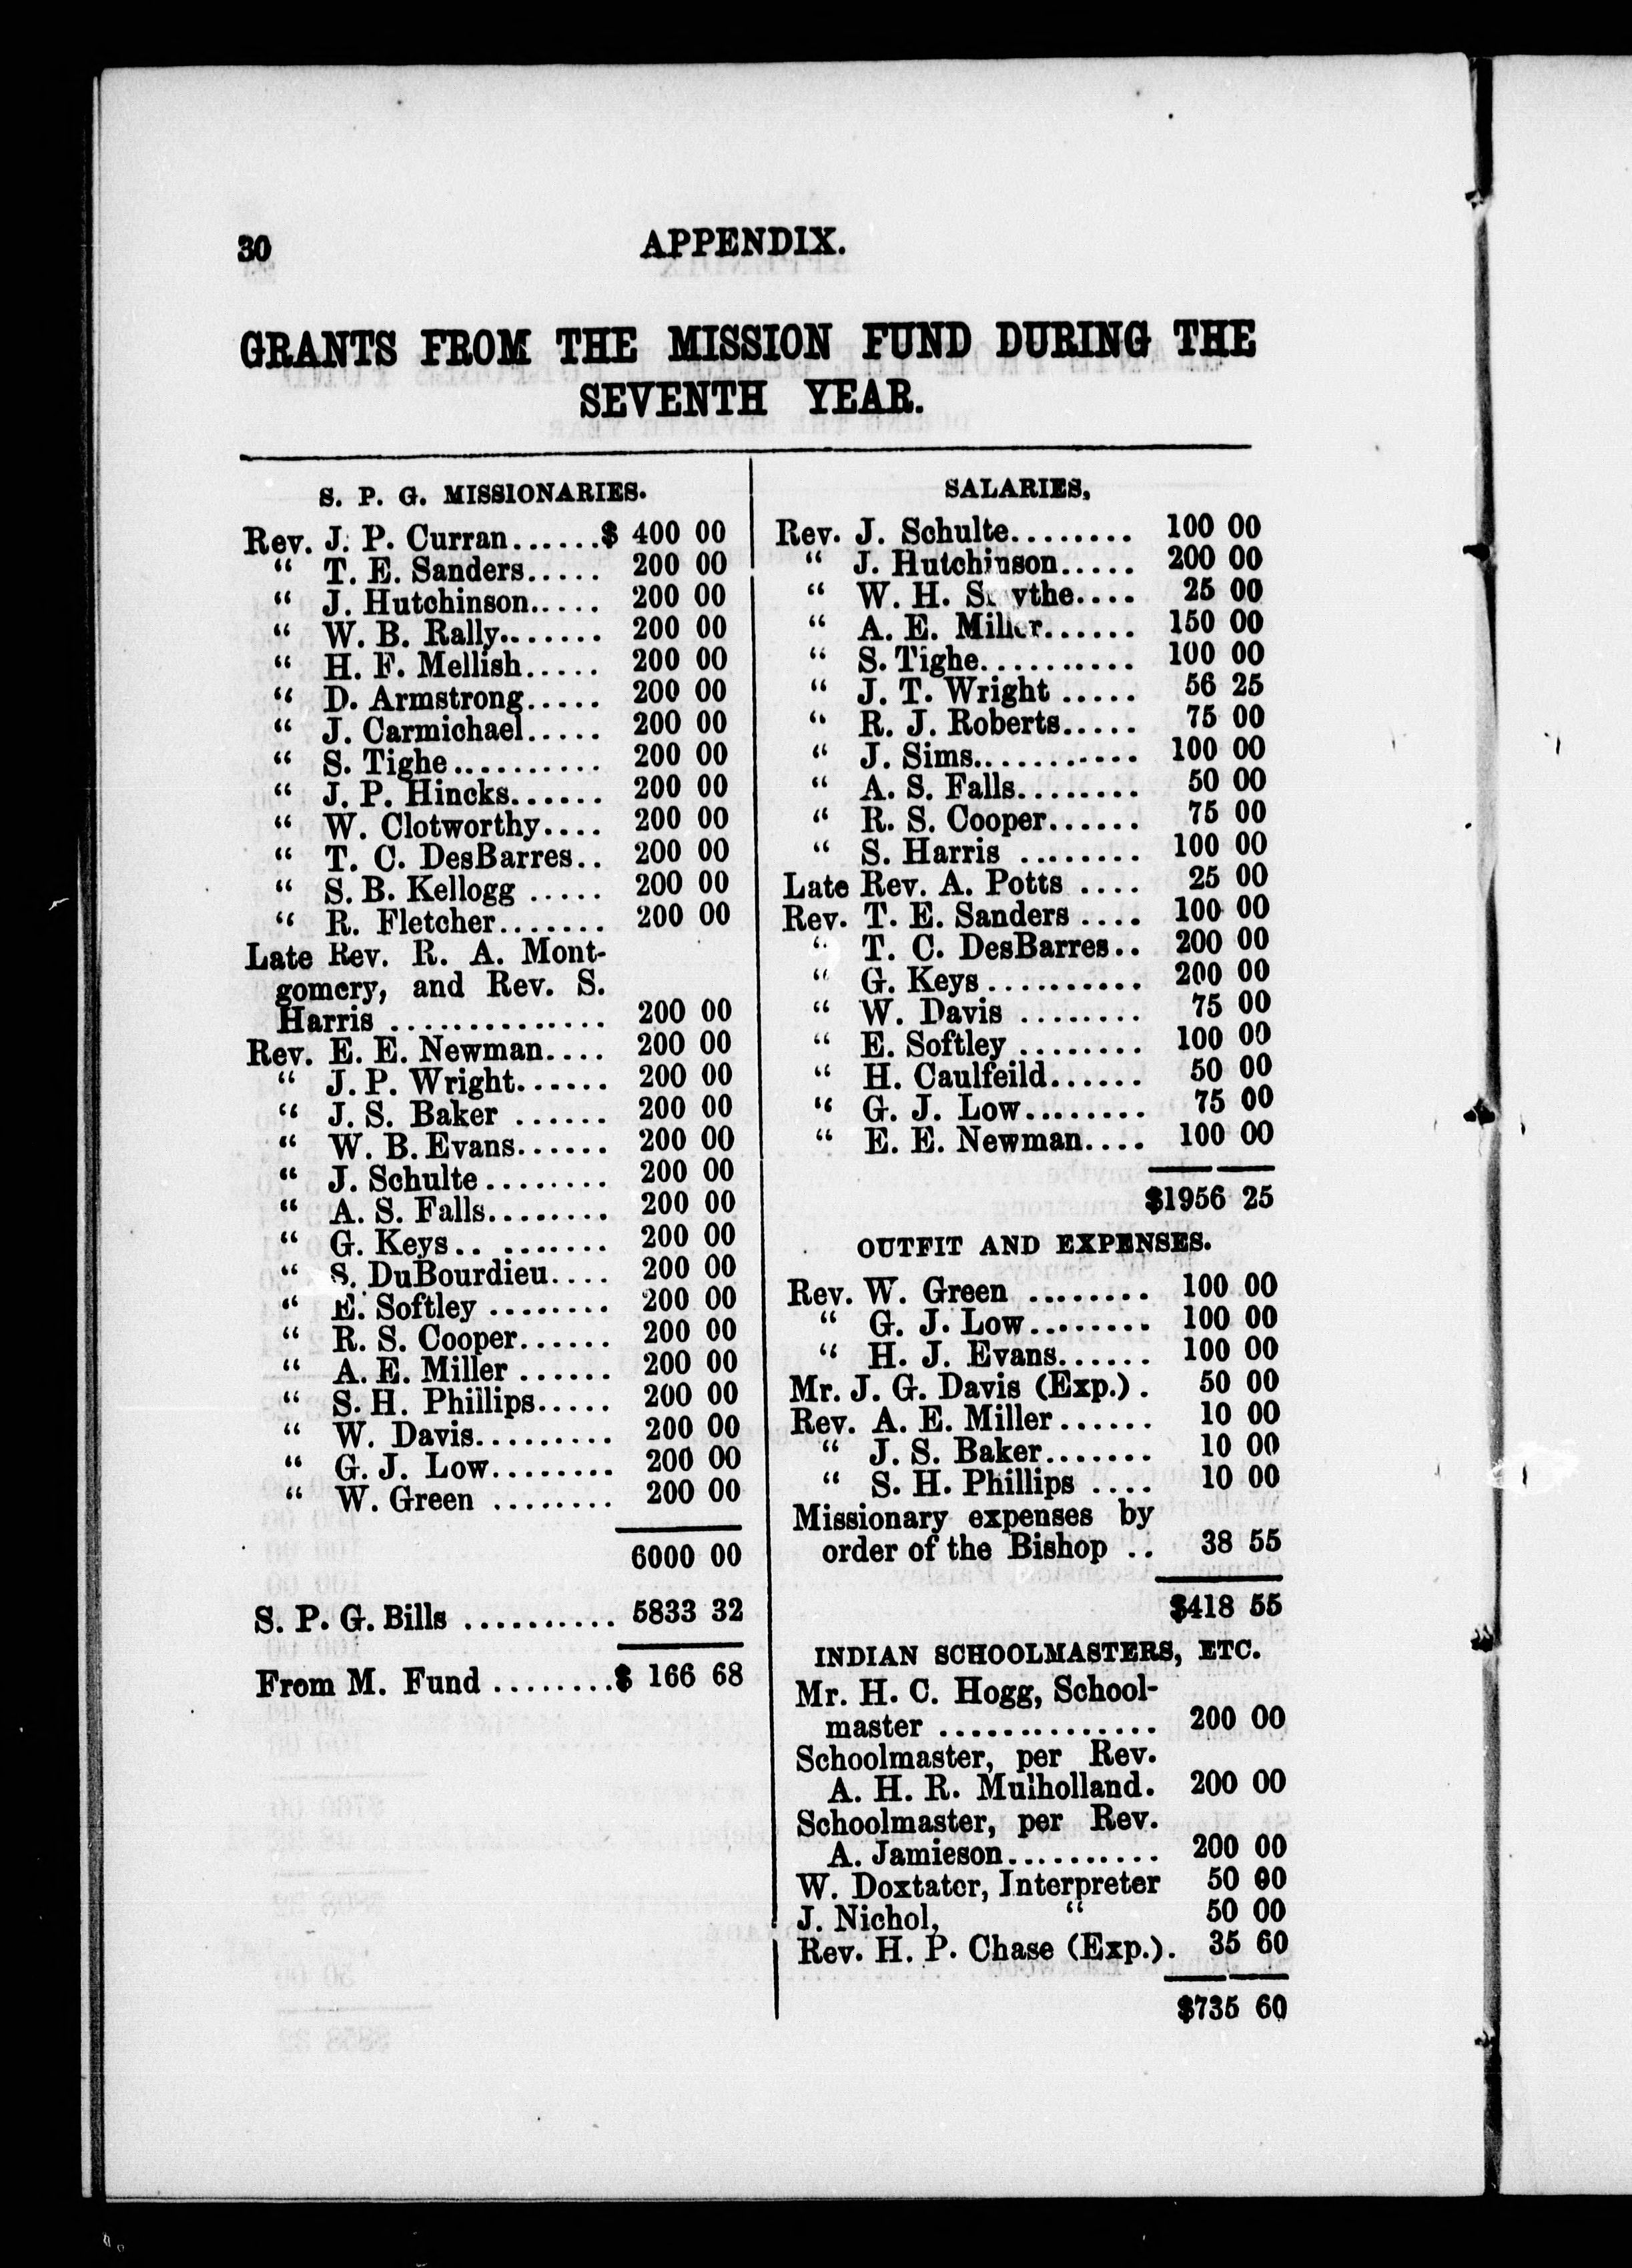 30 APPENDIX.
GRANTS FROM THE MISSION FUND DURING THE
SEVENTH YEAR.
S. P. G. MISSIONARIES.
Rev. J. P. Curran......$ 400 00
“ T. E. Sanders..... 200 00
“ J. Hutchinson..... 200 00
“ W. B. Rally....... 200 00
“ H. F. Mellish..... 200 00
“ D. Armstrong..... 200 00
“ J. Carmichael..... 200 00
“ S. Tighe.......... 200 00
“ J. P. Hincks...... 200 00
“ W. Clotworthy.... 200 00
“ T. C. DesBarres.. 200 00
“ S. B. Kellogg ..... 200 00
“ R. Fletcher....... 200 00
Late Rev. R. A. Mont-
gomery, and Rev. S.
Harris .............. 200 00
Rev. E. E. Newman.... 200 00
“ J. P. Wright...... 200 00
“ J. S. Baker ...... 200 00
“ W. B. Evans...... 200 00
“ J. Schulte ........ 200 00
“ A. S. Falls........ 200 00
“ G. Keys.. ....... 200 00
“ S. DuBourdieu.... 200 00
“ E. Softley ........ 200 00
“ R. S. Cooper...... 200 00
“ A. E. Miller ...... 200 00
“ S. H. Phillips..... 200 00
“ W. Davis......... 200 00
“ G. J. Low........ 200 00
“ W. Green ........ 200 00
6000 00
S. P. G. Bills .......... 5833 32
From M. Fund ........$ 166 68
SALARIES,
Rev. J. Schulte........ 100 00
“ J. Hutchinson..... 200 00
“ W. H. .... 25 00
“ A. E. Miller...... 150 00
“ S. Tighe.......... 100 00
“ J. T. Wright ..... 56 25
“ R. J. Roberts..... 75 00
“ J. Sims........... 100 00
“ A. S. Falls........ 50 00
“ R. S. Cooper...... 75 00
“ S. Harris ........ 100 00
Late Rev. A. Potts .... 25 00
Rev. T. E. Sanders .... 100 00
“ T. C. DesBarres.. 200 00
“ G. Keys.......... 200 00
“ W. Davis ........ 75 00
“ E. Softley ........ 100 00
“ H. Caulfeild...... 50 00
“ G. J. Low........ 75 00
“ E. E. Newman.... 100 00
$1956 25
OUTFIT AND EXPENSES.
Rev. W. Green ........ 100 00
“ G. J. Low........ 100 00
“ H. J. Evans...... 100 00
Mr. J. G. Davis (Exp.) . 50 00
Rev. A. E. Miller...... 10 00
“ J. S. Baker....... 10 00
“ S. H. Phillips .... 10 00
Missionary expenses by
order of the Bishop .. 38 55
$418 55
INDIAN SCHOOLMASTERS, ETC.
Mr. H. C. Hogg, School-
master .............. 200 00
Schoolmaster, per Rev.
A. H. R. Mulholland. 200 00
Schoolmaster, per Rev.
A. Jamieson.......... 200 00
W. Doxtater, Interpreter 50 00
J. Nichol, “ 50 00
Rev. H. P. Chase (Exp.). 35 60
$735 60